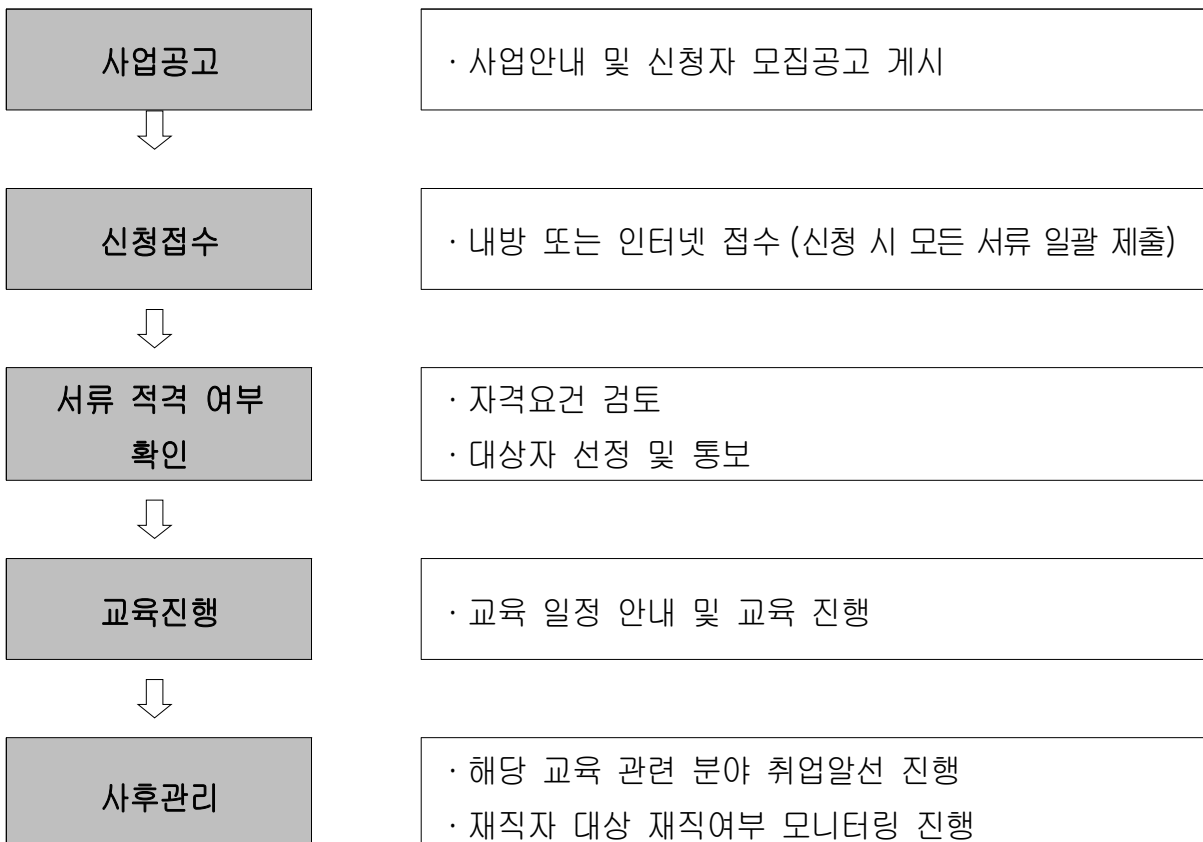 사업공고
· 사업안내 및 신청자 모집공고 게시
신청접수
· 내방 또는 인터넷 접수 (신청 시 모든 서류 일괄 제출)
서류 적격 여부
확인
· 자격요건 검토
· 대상자 선정 및 통보
교육진행
· 교육 일정 안내 및 교육 진행
사후관리
· 해당 교육 관련 분야 취업알선 진행
· 재직자 대상 재직여부 모니터링 진행